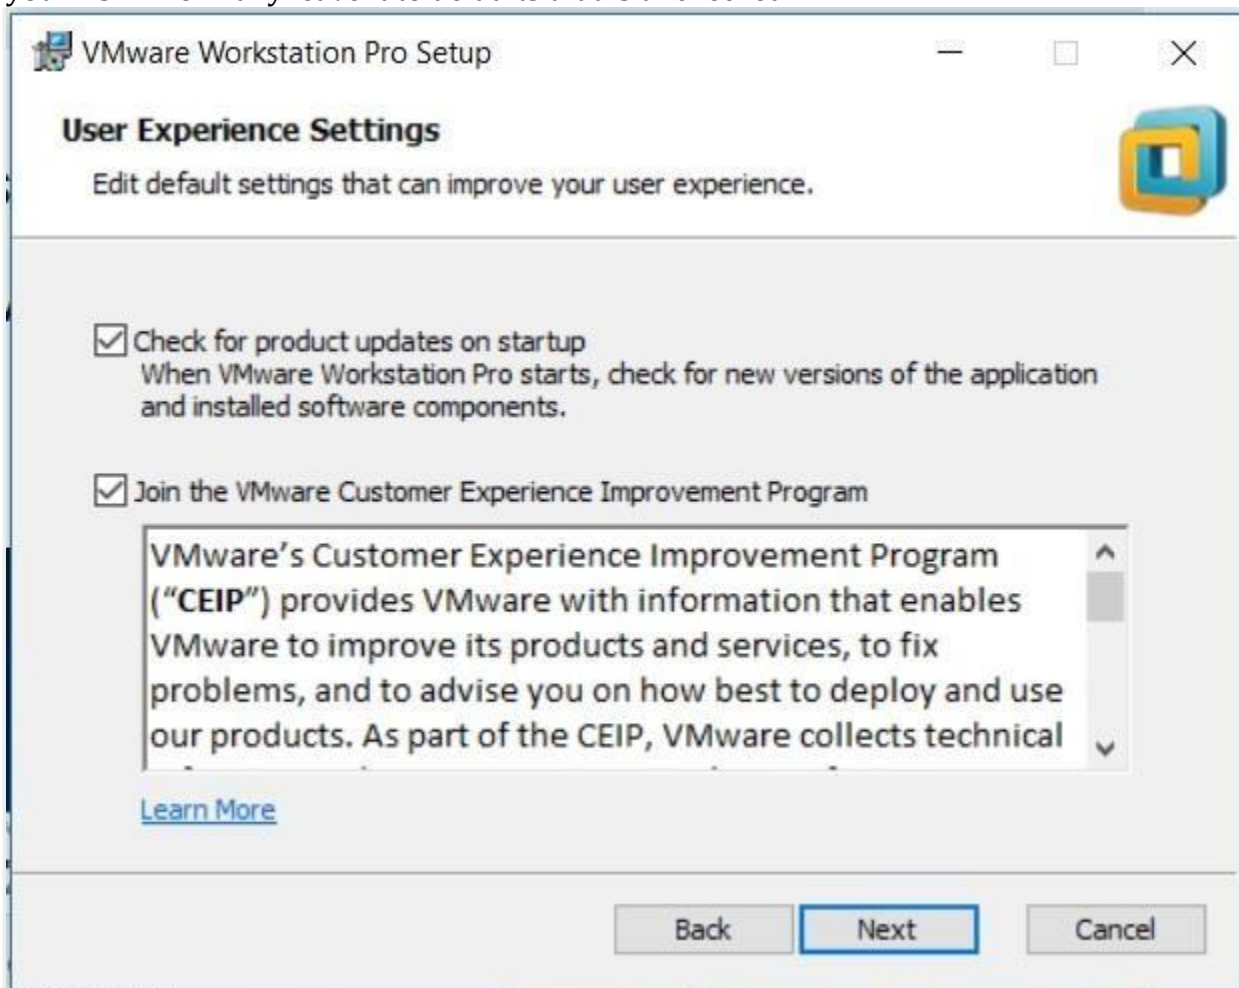 VMware Workstation Pro Setup
User Experience Settings
Edit default settings that can improve your user experience.
Check for product updates on startup
When VMware Workstation Pro starts, check for new versions of the application
and installed software components.
Join the VMware Customer Experience Improvement Program
VMware’s Customer Experience Improvement Program
(“CEIP”) provides VMware with information that enables
VMware to improve its products and services, to fix
problems, and to advise you on how best to deploy and use
our products. As part of the CEIP, VMware collects technical
Learn More
Back Next Cancel